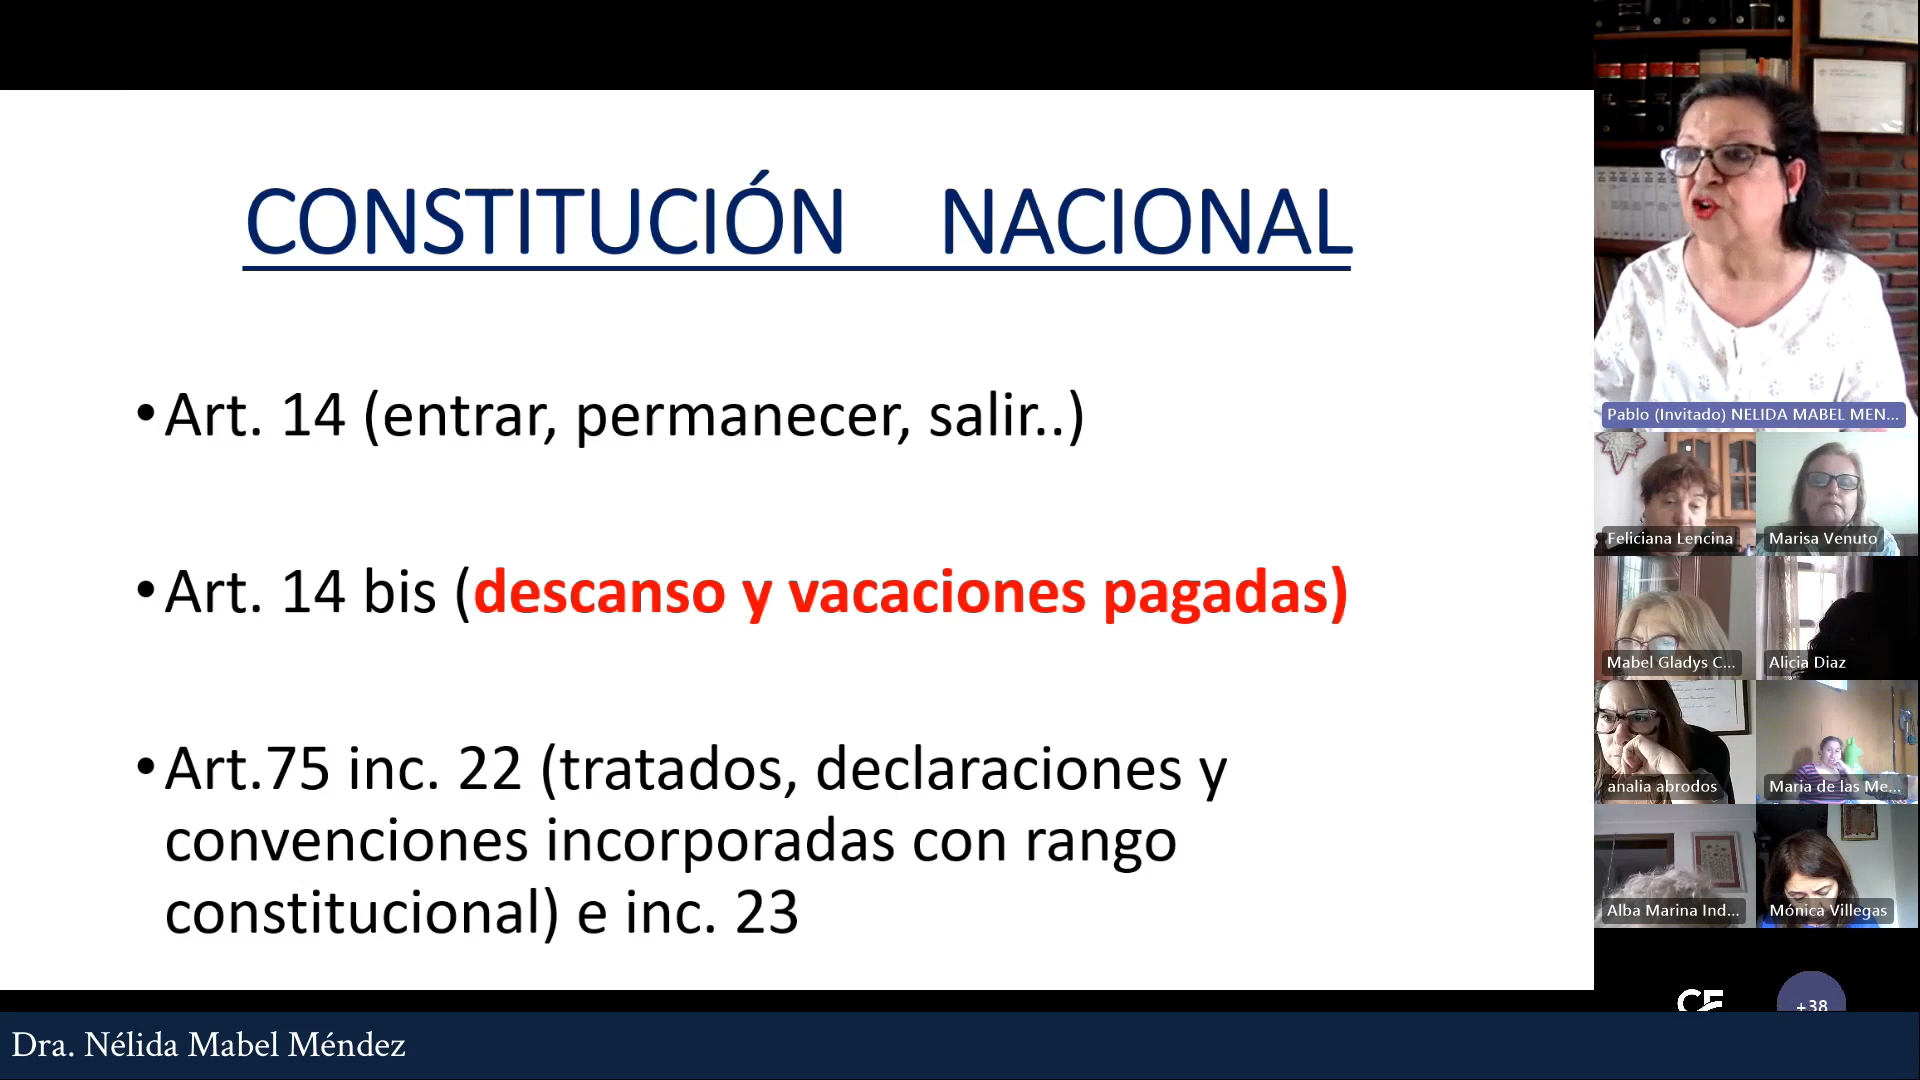 CONSTITUCIÓN NACIONAL
•Art. 14 (entrar, permanecer, salir..)
•Art. 14 bis (descanso y vacaciones pagadas)
•Art.75 inc. 22 (tratados, declaraciones y
convenciones incorporadas con rango
constitucional) e inc. 23
Pablo (Invitado) NELIDA MABEL MEN...
Feliciana Lencina
Marisa Venuto
Mabel Gladys C...
Alicia Diaz
analia abrodos
Maria de las Me...
Alba Marina Ind...
Mónica Villegas
CF
+38
Dra. Nélida Mabel Méndez